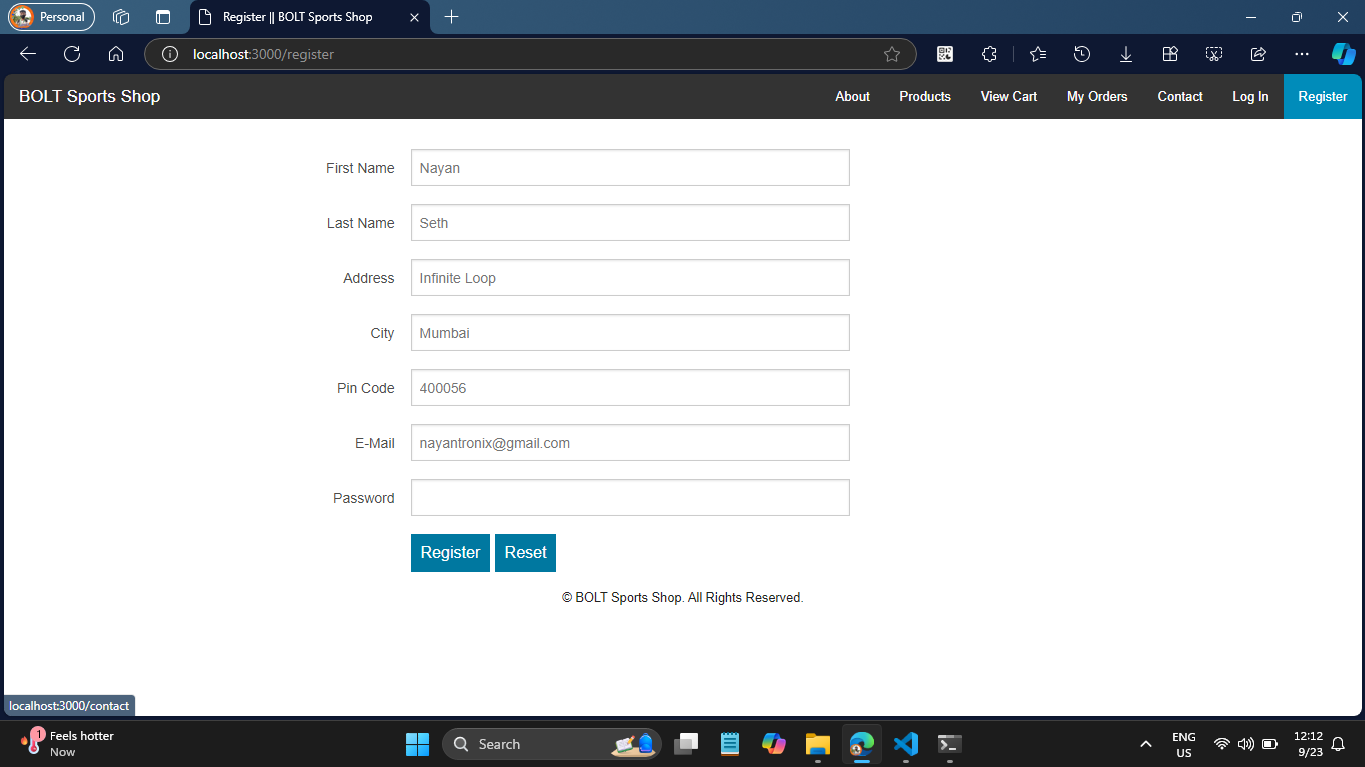 Personal
Register || BOLT Sports Shop
localhost:3000/register
BOLT Sports Shop About Products View Cart My Orders Contact Log In Register
First Name Nayan
Last Name Seth
Address Infinite Loop
City Mumbai
Pin Code 400056
E-Mail nayantronix@gmail.com
Password
Register Reset
© BOLT Sports Shop. All Rights Reserved.
localhost:3000/contact
1
Feels hotter
Now
Search
ENG
US
12:12
9/23